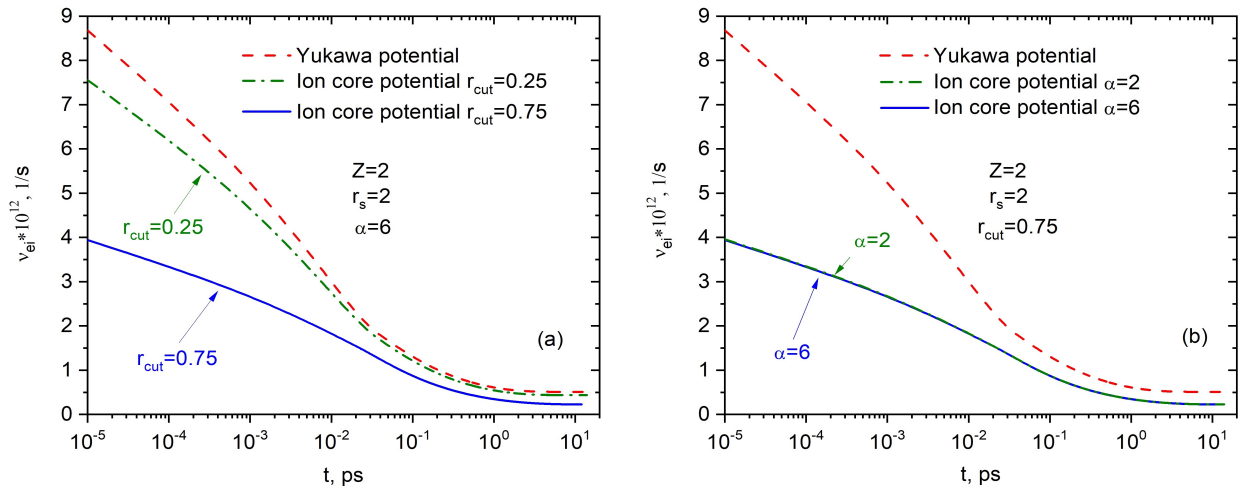 9
8
7
6
5
4
3
2
1
0
ν_ei*10^12, 1/s
Yukawa potential
Ion core potential r_cut=0.25
Ion core potential r_cut=0.75
Z=2
r_s=2
α=6
r_cut=0.25
r_cut=0.75
(a)
10^-5 10^-4 10^-3 10^-2 10^-1 10^0 10^1
t, ps
9
8
7
6
5
4
3
2
1
0
ν_ei*10^12, 1/s
Yukawa potential
Ion core potential α=2
Ion core potential α=6
Z=2
r_s=2
r_cut=0.75
α=2
α=6
(b)
10^-5 10^-4 10^-3 10^-2 10^-1 10^0 10^1
t, ps